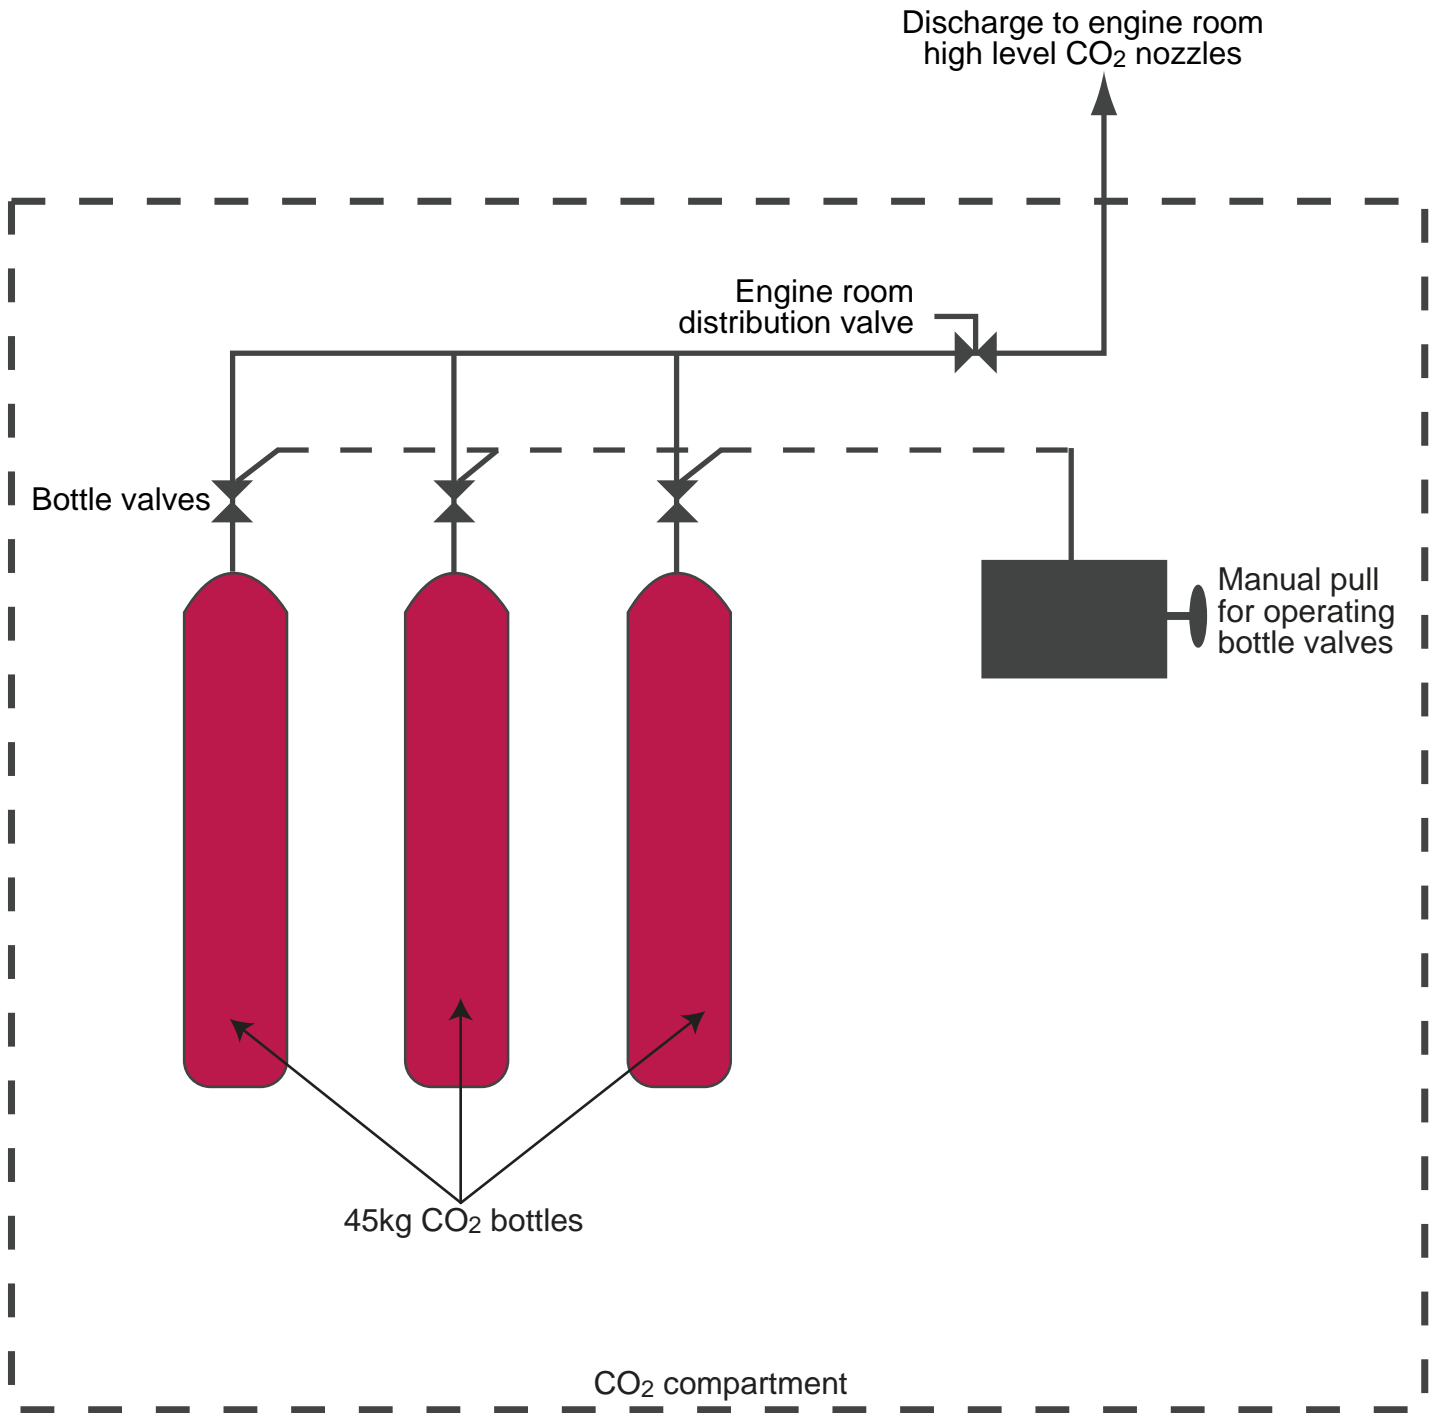 Discharge to engine room
high level CO2 nozzles
Engine room
distribution valve
Bottle valves
Manual pull
for operating
bottle valves
45kg CO2 bottles
CO2 compartment